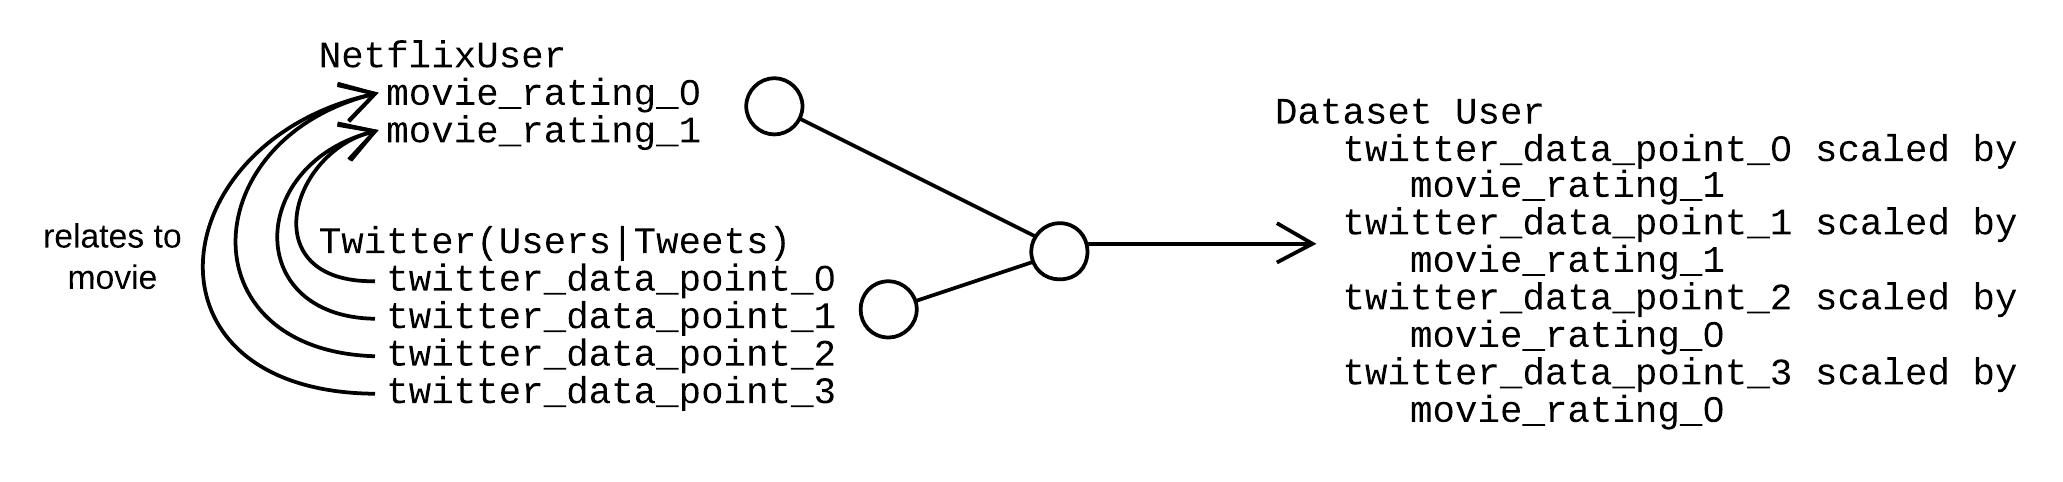 NetflixUser
movie_rating_0
movie_rating_1
relates to
movie
Twitter(Users|Tweets)
twitter_data_point_0
twitter_data_point_1
twitter_data_point_2
twitter_data_point_3
Dataset User
twitter_data_point_0 scaled by
movie_rating_1
twitter_data_point_1 scaled by
movie_rating_1
twitter_data_point_2 scaled by
movie_rating_0
twitter_data_point_3 scaled by
movie_rating_0